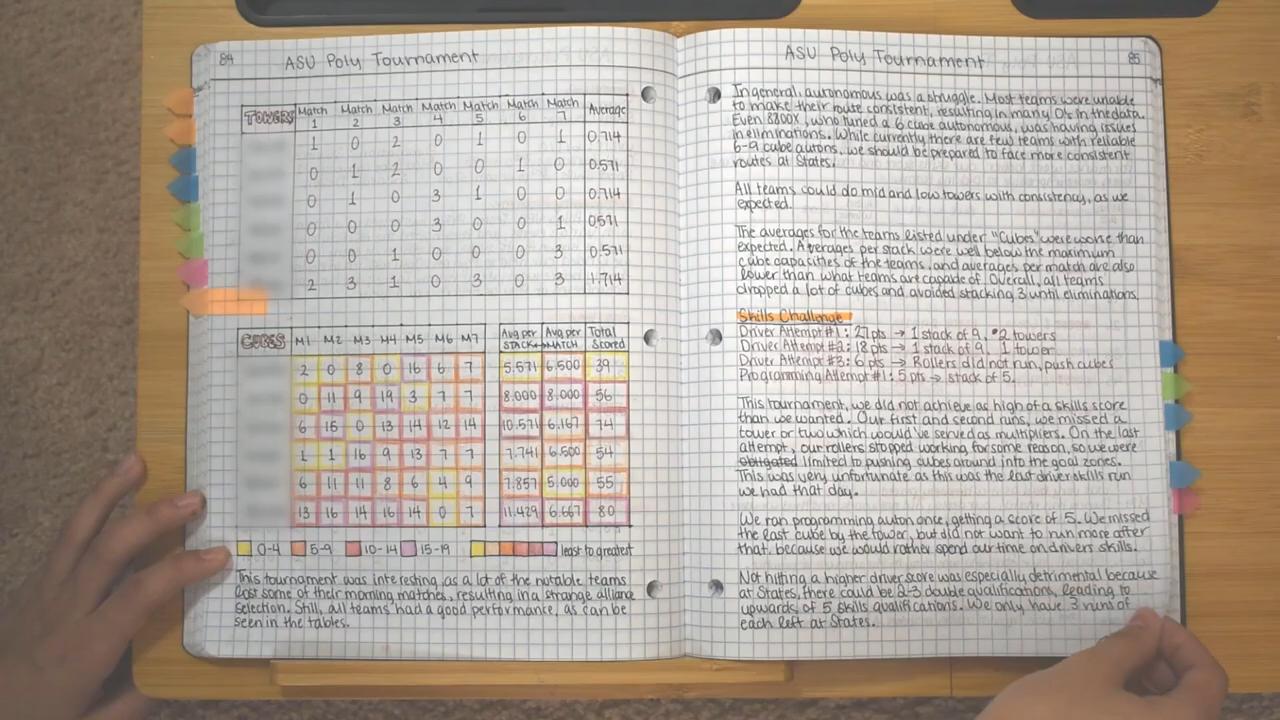 84 ASU Poly Tournament
TOWERS Match 1 Match 2 Match 3 Match 4 Match 5 Match 6 Match 7 Average
1 0 2 0 1 0 1 0.714
0 1 2 0 0 1 0 0.571
0 1 0 3 1 0 0 0.714
0 0 0 3 0 0 1 0.571
0 0 1 0 0 0 3 0.571
2 3 1 0 3 0 3 1.714
CUBES M1 M2 M3 M4 M5 M6 M7 Avg per STACK Avg per MATCH Total Scored
2 0 8 0 16 6 7 5.571 6.500 39
0 11 9 19 3 7 7 8.000 8.000 56
6 15 0 13 14 12 14 10.571 6.167 74
1 1 16 9 13 7 7 7.741 6.500 54
6 11 11 8 6 4 9 7.857 5.000 55
13 16 14 16 14 0 7 11.429 6.667 80
0-4 5-9 10-14 15-19 least to greatest
This tournament was interesting, as a lot of the notable teams
lost some of their morning matches, resulting in a strange alliance
selection. Still, all teams had a good performance, as can be
seen in the tables.
ASU Poly Tournament 85
In general, autonomous was a struggle. Most teams were unable
to make their route consistent, resulting in many 0's in the data.
Even 8800X, who tuned a 6 cube autonomous, was having issues
in eliminations. While currently there are few teams with reliable
6-9 cube autons, we should be prepared to face more consistent
routes at States.
All teams could do mid and low towers with consistency, as we
expected.
The averages for the teams listed under "Cubes" were worse than
expected. Averages per stack were well below the maximum
cube capacities of the teams, and averages per match are also
lower than what teams are capable of. Overall, all teams
dropped a lot of cubes and avoided stacking 3 until eliminations.
Skills Challenge
Driver Attempt #1: 27 pts → 1 stack of 9, 2 towers
Driver Attempt #2: 18 pts → 1 stack of 9, 1 tower
Driver Attempt #3: 6 pts → Rollers did not run, push cubes
Programming Attempt #1: 5 pts → stack of 5.
This tournament, we did not achieve as high of a skills score
than we wanted. Our first and second runs, we missed a
tower or two which would've served as multipliers. On the last
attempt, our rollers stopped working for some reason, so we were
obligated limited to pushing cubes around into the goal zones.
This was very unfortunate as this was the last driver skills run
we had that day.
We ran programming auton once, getting a score of 5. We missed
the last cube by the tower, but did not want to run more after
that, because we would rather spend our time on drivers skills.
Not hitting a higher driver score was especially detrimental because
at States, there could be 2-3 double qualifications, leading to
upwards of 5 skills qualifications. We only have 3 runs of
each left at States.